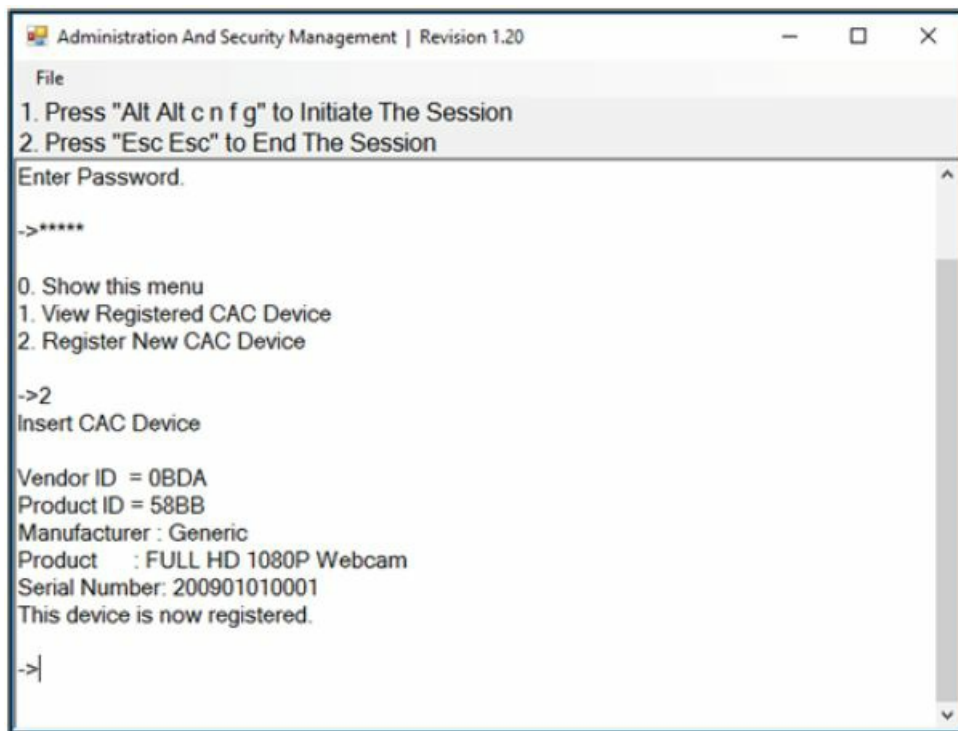 Administration And Security Management | Revision 1.20
File
1. Press "Alt Alt c n f g" to Initiate The Session
2. Press "Esc Esc" to End The Session
Enter Password.
->*****
0. Show this menu
1. View Registered CAC Device
2. Register New CAC Device
->2
Insert CAC Device
Vendor ID  = 0BDA
Product ID = 58BB
Manufacturer : Generic
Product     : FULL HD 1080P Webcam
Serial Number: 200901010001
This device is now registered.
->